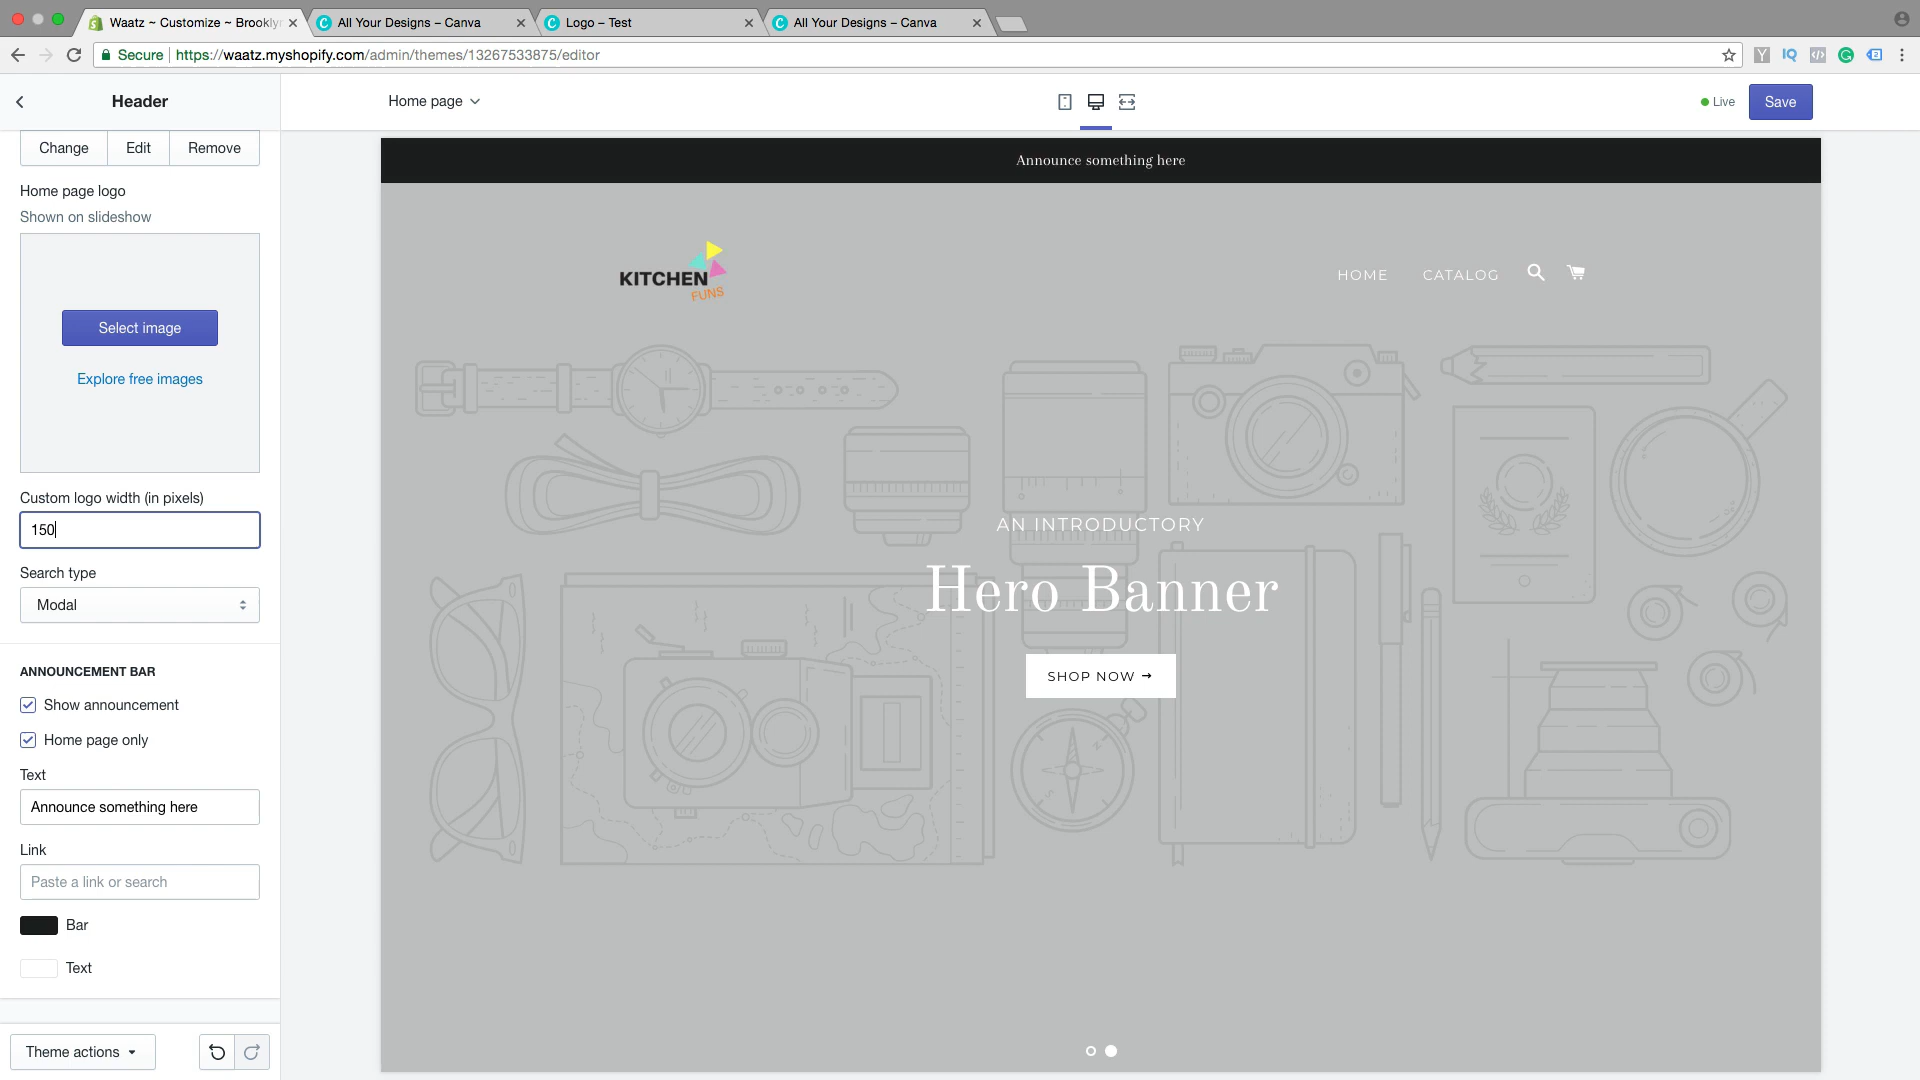 Waatz ~ Customize ~ Brooklyn
All Your Designs – Canva
Logo – Test
All Your Designs – Canva
Secure
https://waatz.myshopify.com/admin/themes/13267533875/editor
Header
Home page
Live
Save
Change
Edit
Remove
Home page logo
Shown on slideshow
Select image
Explore free images
Custom logo width (in pixels)
150
Search type
Modal
ANNOUNCEMENT BAR
Show announcement
Home page only
Text
Announce something here
Link
Paste a link or search
Bar
Text
Theme actions
Announce something here
KITCHEN
FUNS
HOME
CATALOG
AN INTRODUCTORY
Hero Banner
SHOP NOW →